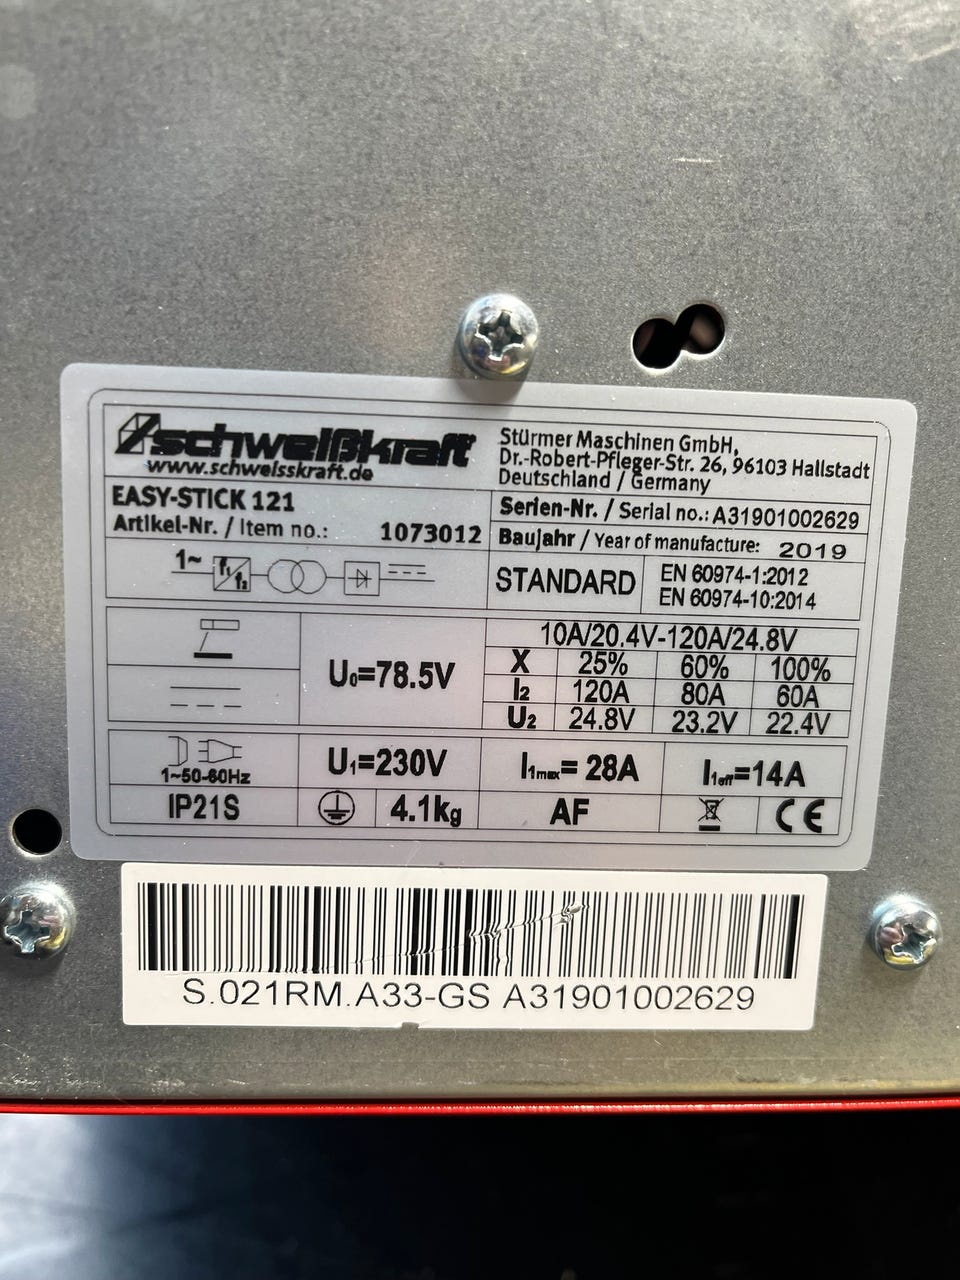 schweißkraft
www.schweisskraft.de
EASY-STICK 121
Artikel-Nr. / Item no.: 1073012
Stürmer Maschinen GmbH,
Dr.-Robert-Pfleger-Str. 26, 96103 Hallstadt
Deutschland / Germany
Serien-Nr. / Serial no.: A31901002629
Baujahr / Year of manufacture: 2019
1~ f₁/f₂
STANDARD
EN 60974-1:2012
EN 60974-10:2014
U₀=78.5V
10A/20.4V-120A/24.8V
X 25% 60% 100%
I₂ 120A 80A 60A
U₂ 24.8V 23.2V 22.4V
1~50-60Hz
U₁=230V
I₁max= 28A
I₁eff=14A
IP21S
4.1kg
AF
CE
S.021RM.A33-GS A31901002629